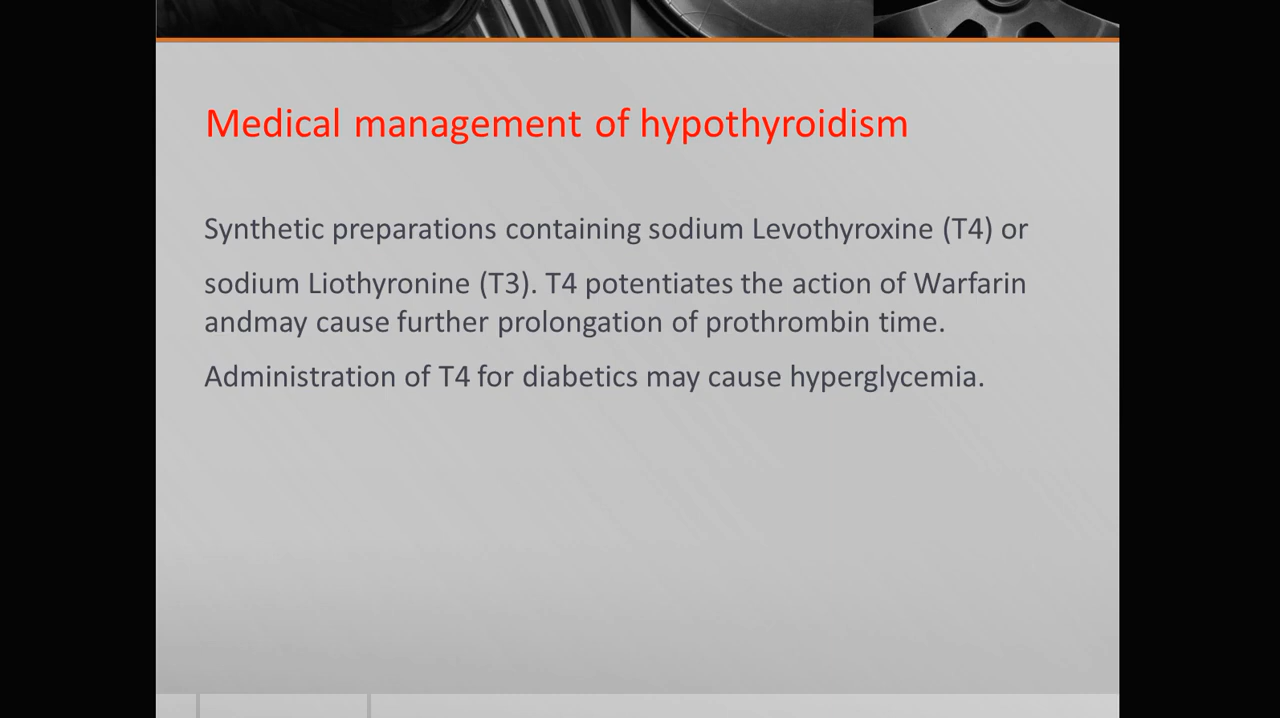 Medical management of hypothyroidism
Synthetic preparations containing sodium Levothyroxine (T4) or
sodium Liothyronine (T3). T4 potentiates the action of Warfarin
andmay cause further prolongation of prothrombin time.
Administration of T4 for diabetics may cause hyperglycemia.